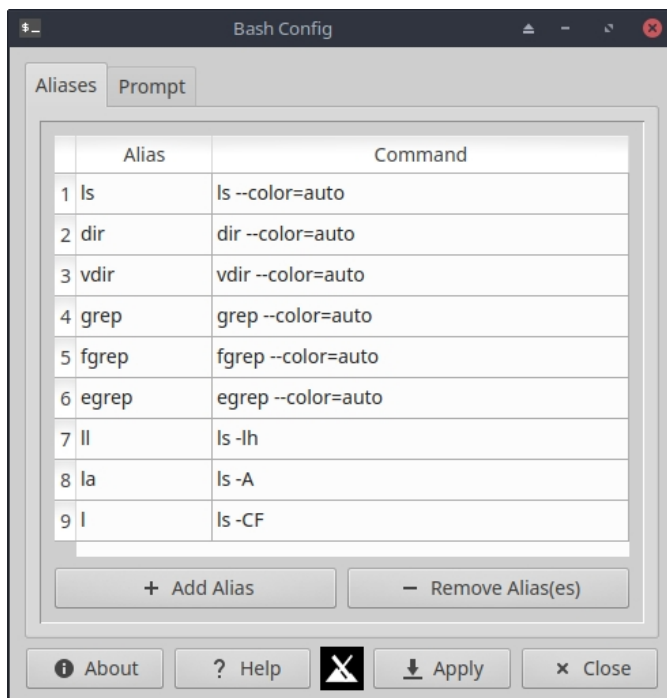 $_ Bash Config
Aliases Prompt
Alias Command
1 ls ls --color=auto
2 dir dir --color=auto
3 vdir vdir --color=auto
4 grep grep --color=auto
5 fgrep fgrep --color=auto
6 egrep egrep --color=auto
7 ll ls -lh
8 la ls -A
9 l ls -CF
+ Add Alias − Remove Alias(es)
About ? Help Apply × Close